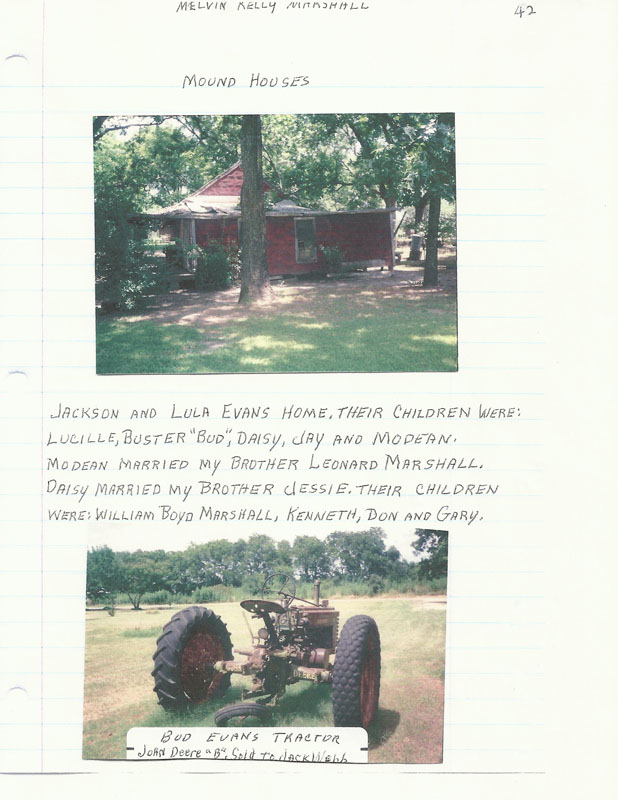 MELVIN KELLY MARSHALL
42
MOUND HOUSES
JACKSON AND LULA EVANS HOME. THEIR CHILDREN WERE:
LUCILLE, BUSTER "BUD", DAISY, JAY AND MODEAN.
MODEAN MARRIED MY BROTHER LEONARD MARSHALL.
DAISY MARRIED MY BROTHER JESSIE. THEIR CHILDREN
WERE: WILLIAM BOYD MARSHALL, KENNETH, DON AND GARY.
DEERE
BUD EVANS TRACTOR
JOHN Deere "B", Sold To JACK Webb